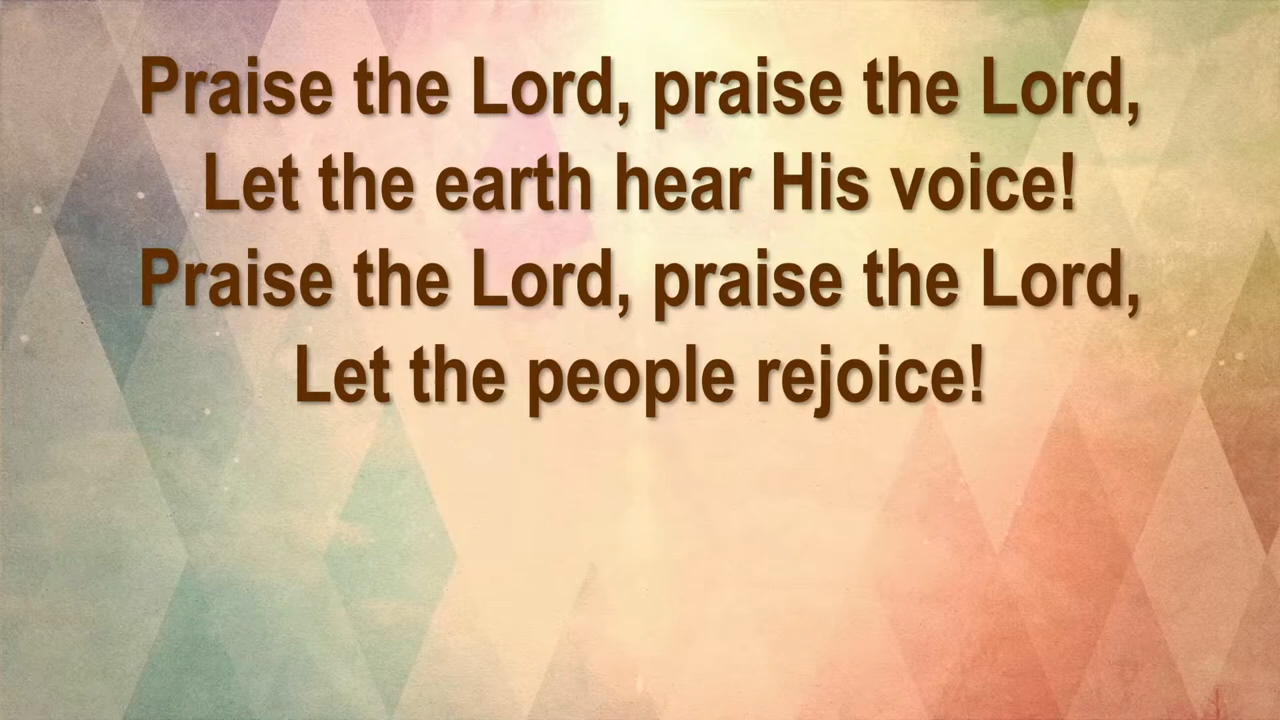 Praise the Lord, praise the Lord,
Let the earth hear His voice!
Praise the Lord, praise the Lord,
Let the people rejoice!